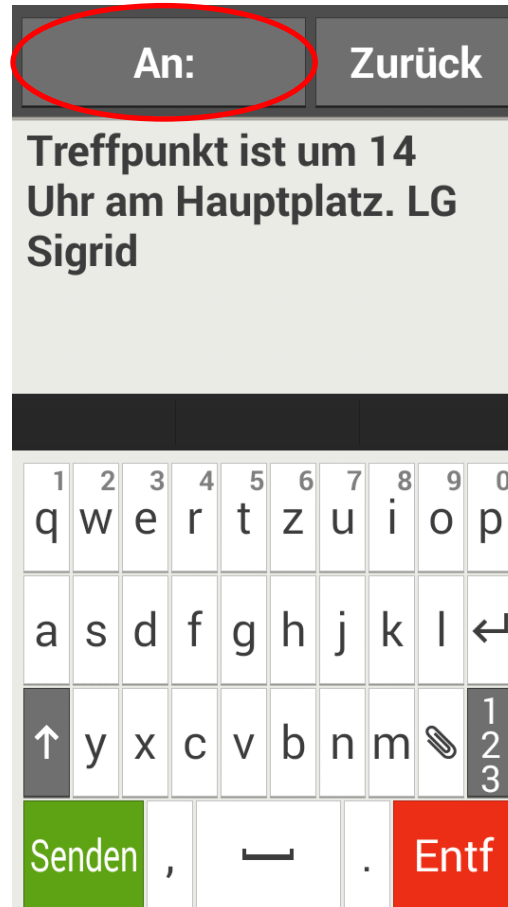 An: Zurück
Treffpunkt ist um 14
Uhr am Hauptplatz. LG
Sigrid
1 2 3 4 5 6 7 8 9 0
q w e r t z u i o p
a s d f g h j k l
y x c v b n m 1 2 3
Senden , . Entf